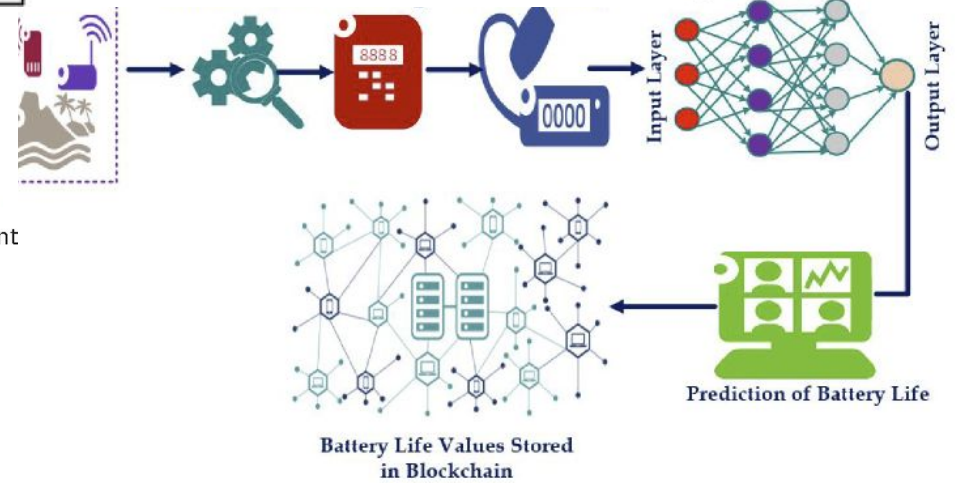 8888
0000
Input Layer
Output Layer
nt
Prediction of Battery Life
Battery Life Values Stored
in Blockchain